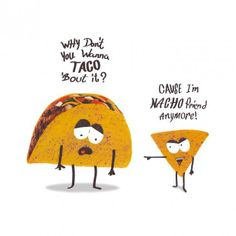 WHY Don't
You Wanna
TACO
'Bout it?
CAUSE I'm
NACHO friend
Anymore!